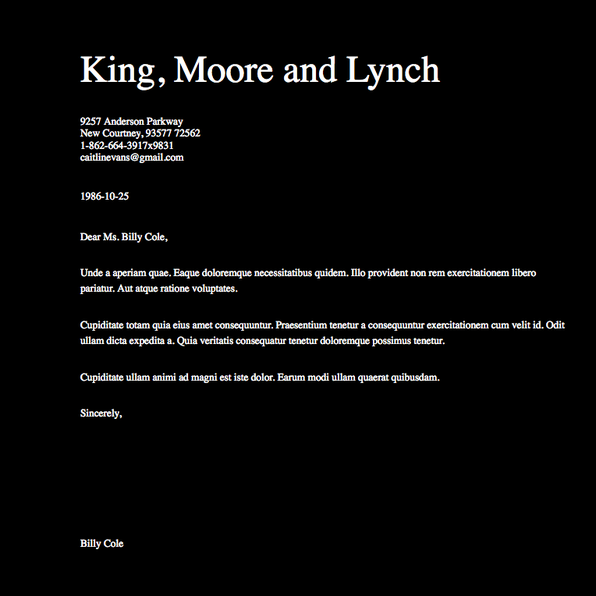 King, Moore and Lynch
9257 Anderson Parkway
New Courtney, 93577 72562
1-862-664-3917x9831
caitlinevans@gmail.com
1986-10-25
Dear Ms. Billy Cole,
Unde a aperiam quae. Eaque doloremque necessitatibus quidem. Illo provident non rem exercitationem libero
pariatur. Aut atque ratione voluptates.
Cupiditate totam quia eius amet consequuntur. Praesentium tenetur a consequuntur exercitationem cum velit id. Odit
ullam dicta expedita a. Quia veritatis consequatur tenetur doloremque possimus tenetur.
Cupiditate ullam animi ad magni est iste dolor. Earum modi ullam quaerat quibusdam.
Sincerely,
Billy Cole